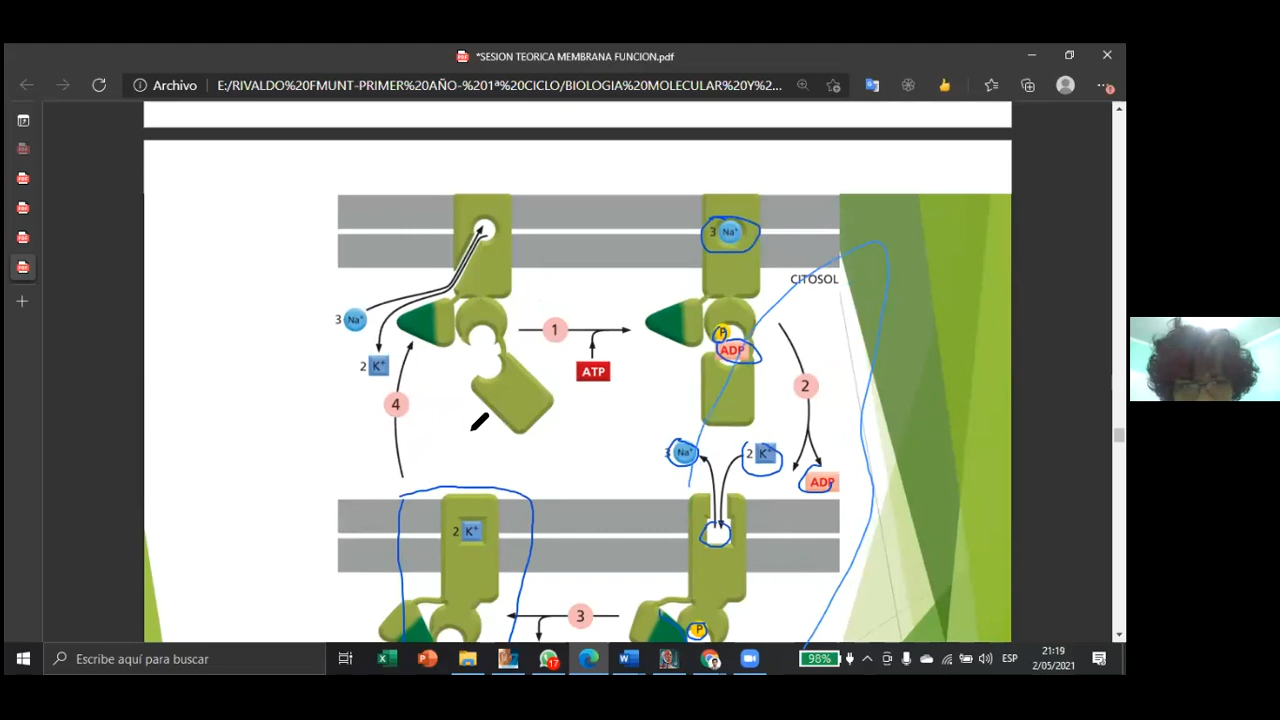 *SESION TEORICA MEMBRANA FUNCION.pdf
Archivo
E:/RIVALDO%20FMUNT-PRIMER%20AÑO-%201ª%20CICLO/BIOLOGIA%20MOLECULAR%20Y%2...
3 Na⁺
CITOSOL
3 Na⁺
1
P
ADP
2 K⁺
ATP
2
4
3 Na⁺
2 K⁺
ADP
2 K⁺
3
P
Escribe aquí para buscar
17
98%
ESP
21:19
2/05/2021